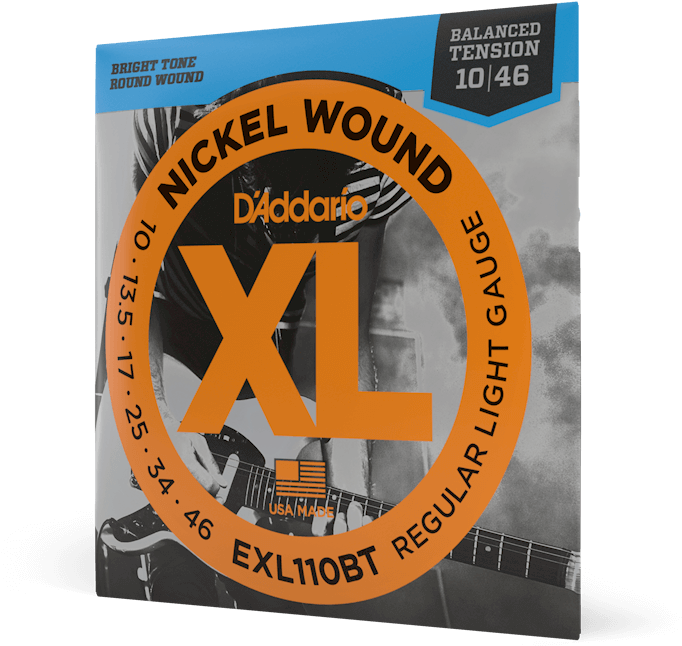 BRIGHT TONE
ROUND WOUND
BALANCED
TENSION
10|46
NICKEL WOUND
D'Addario
XL
10 · 13.5 · 17 · 25 · 34 · 46
USA MADE
EXL110BT
REGULAR LIGHT GAUGE